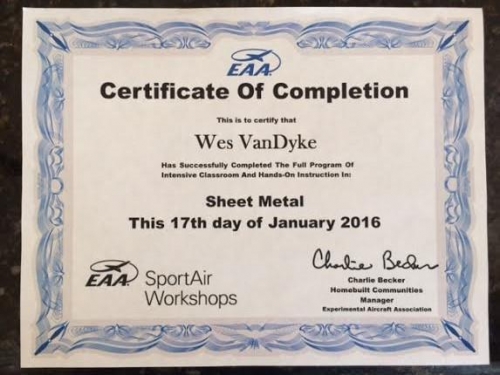 EAA
Certificate Of Completion
This is to certify that
Wes VanDyke
Has Successfully Completed The Full Program Of
Intensive Classroom And Hands-On Instruction In:
Sheet Metal
This 17th day of January 2016
EAA SportAir
Workshops
Charlie Becker
Charlie Becker
Homebuilt Communities
Manager
Experimental Aircraft Association